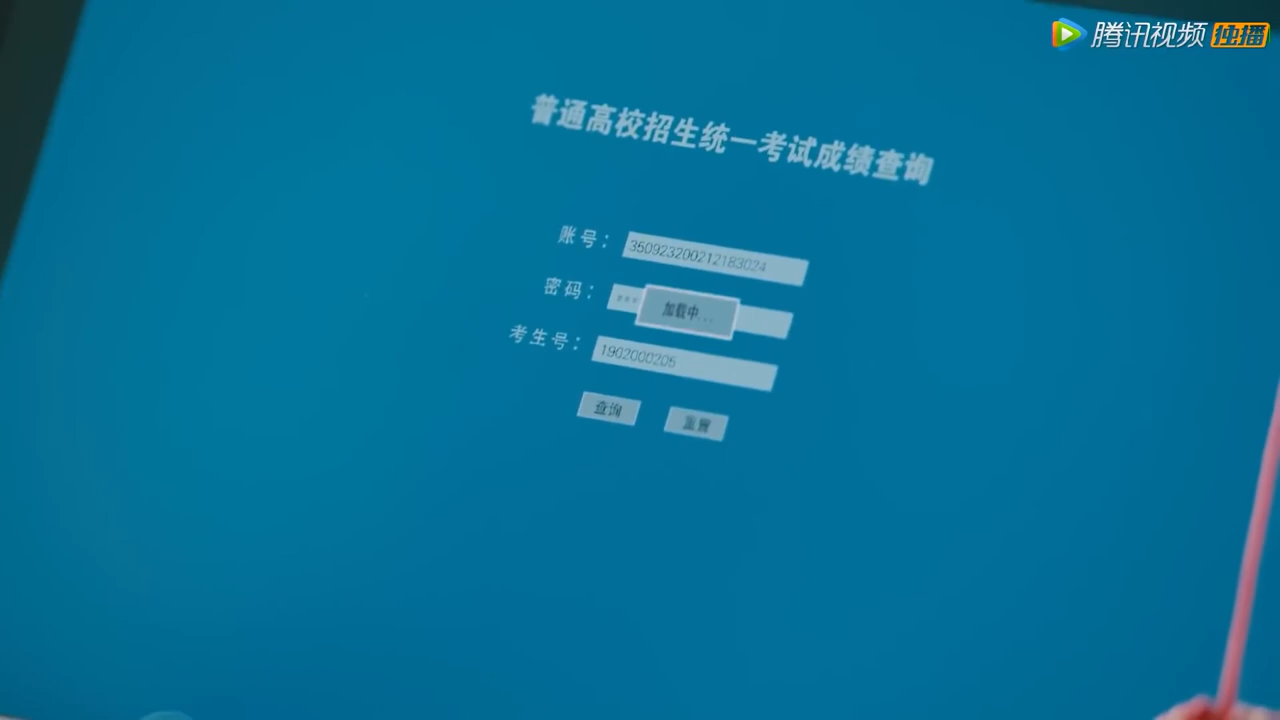 腾讯视频 独播
普通高校招生统一考试成绩查询
账号： 350923200212183024
密码： ***
加载中...
考生号： 1902000205
查询 重置